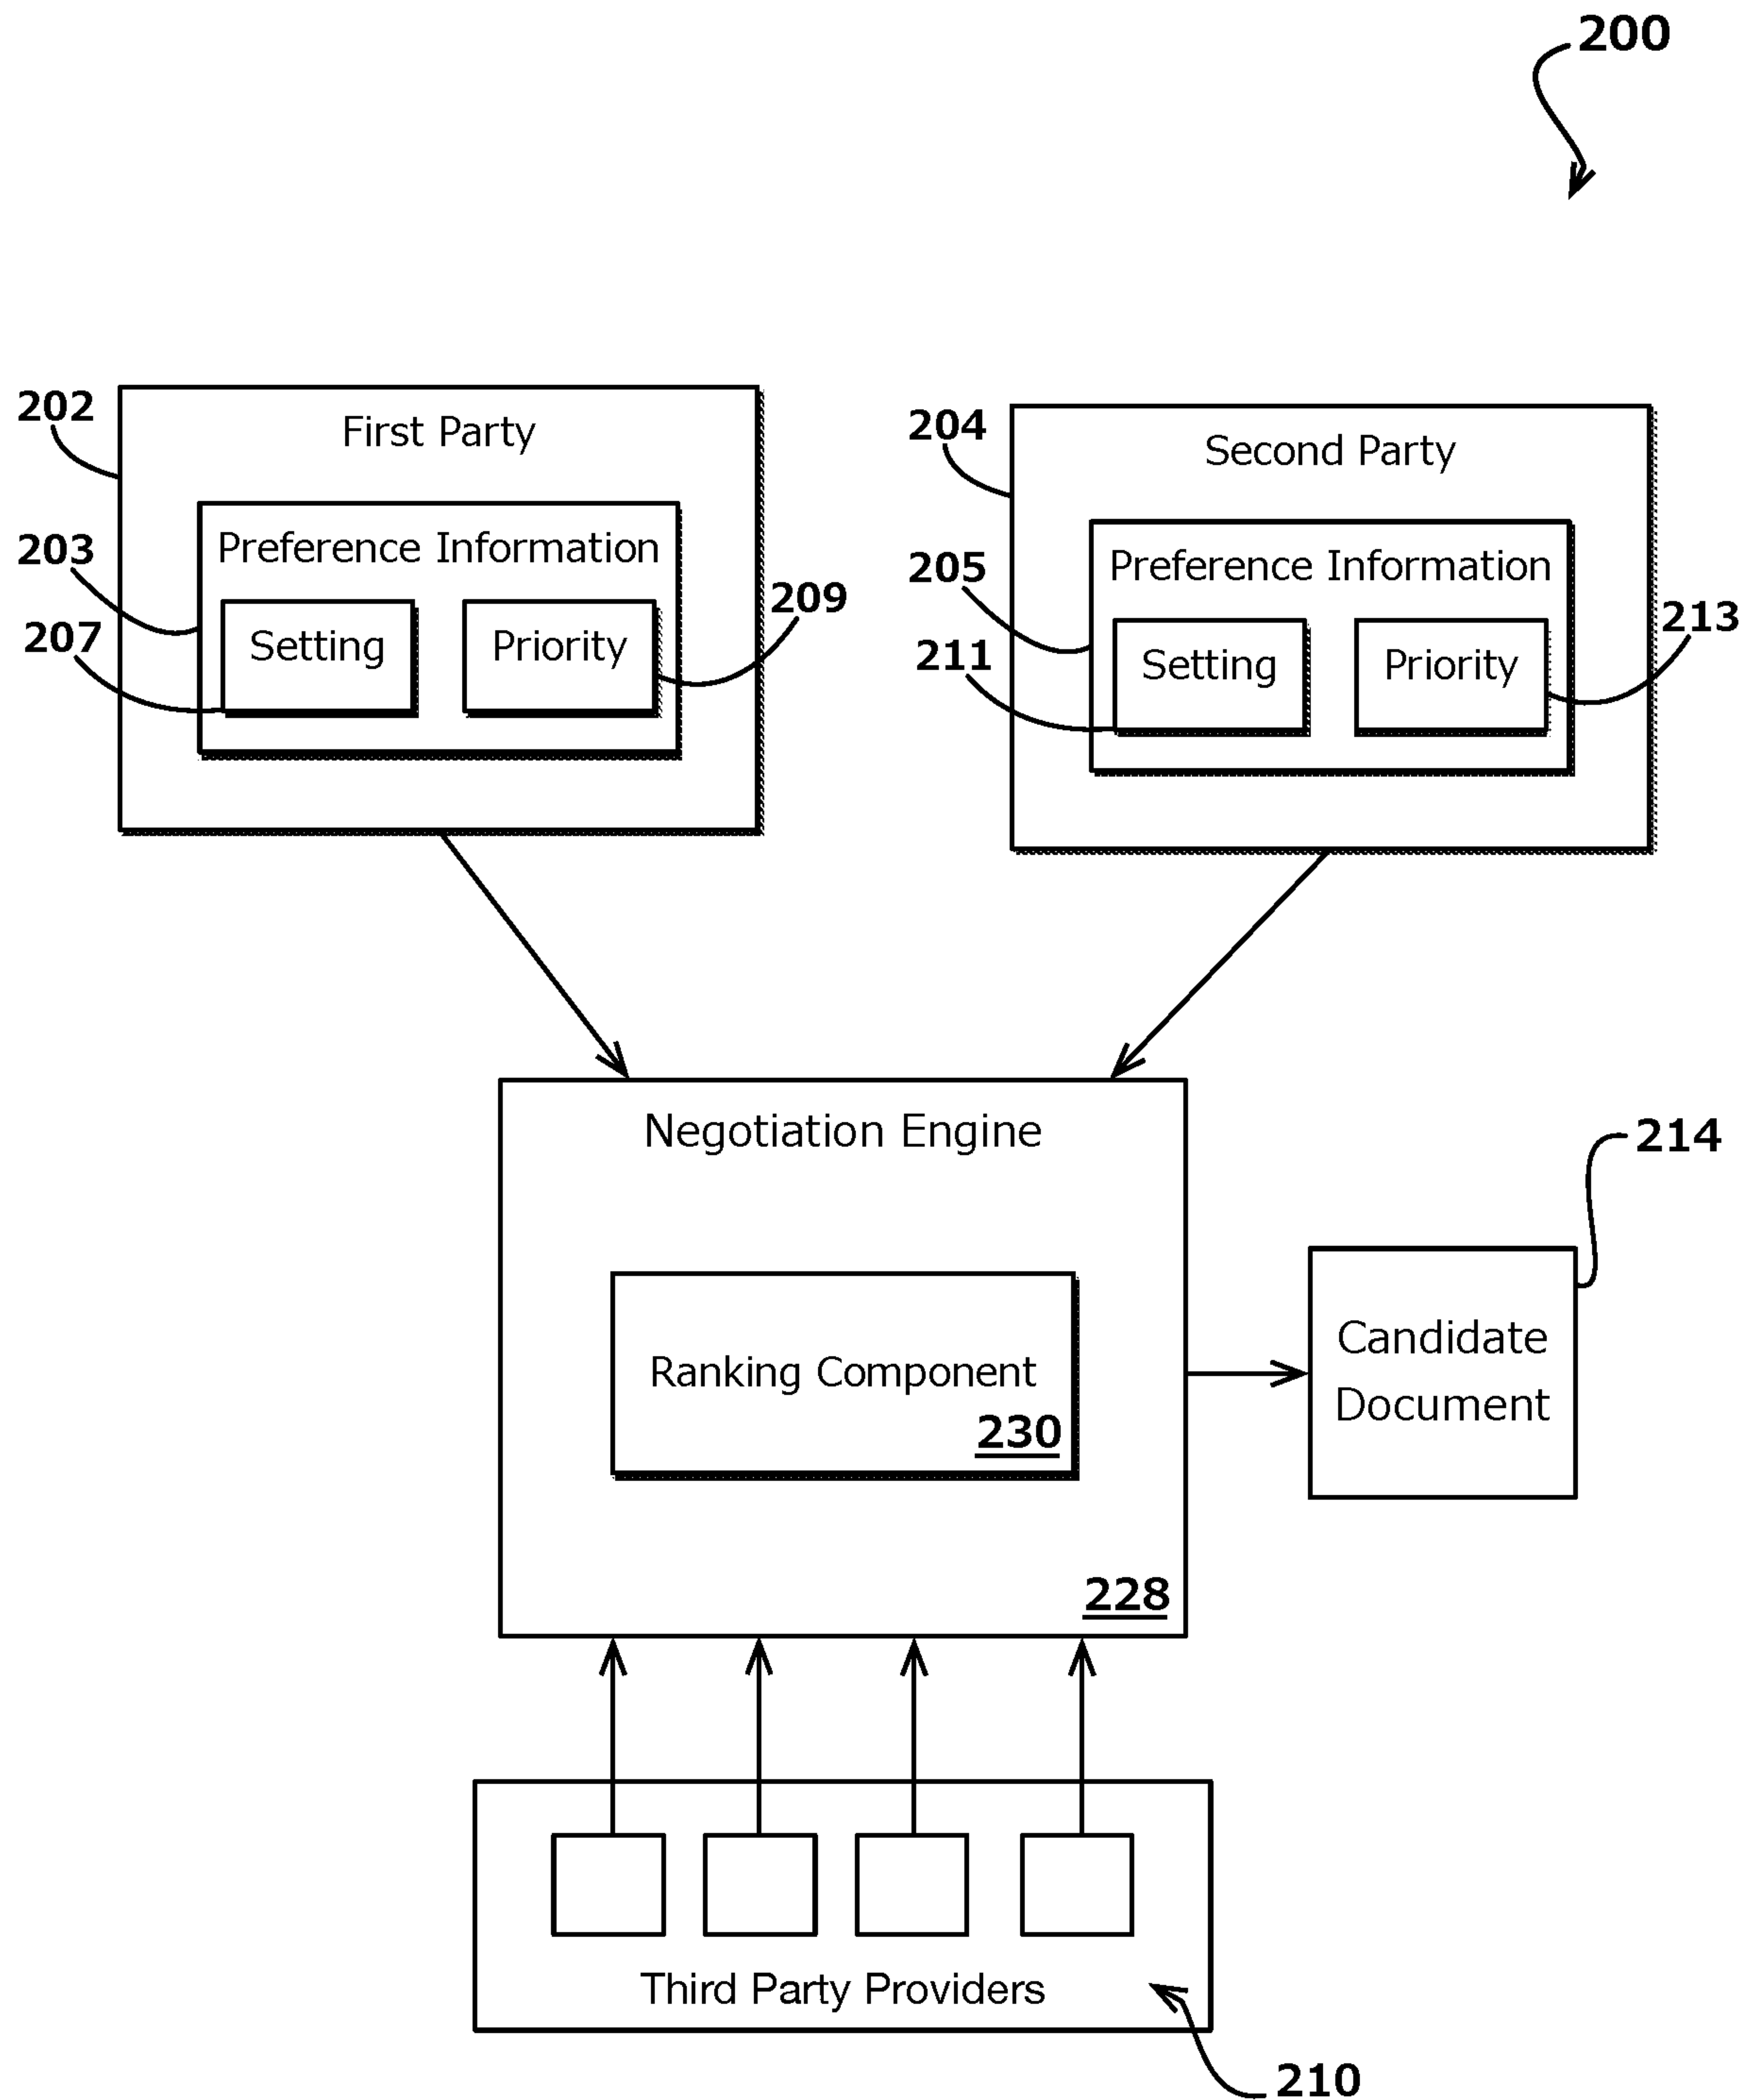 200
202
First Party
204
Second Party
203
Preference Information
205
Preference Information
207
Setting
Priority
209
211
Setting
Priority
213
Negotiation Engine
214
Ranking Component
230
Candidate
Document
228
Third Party Providers
210